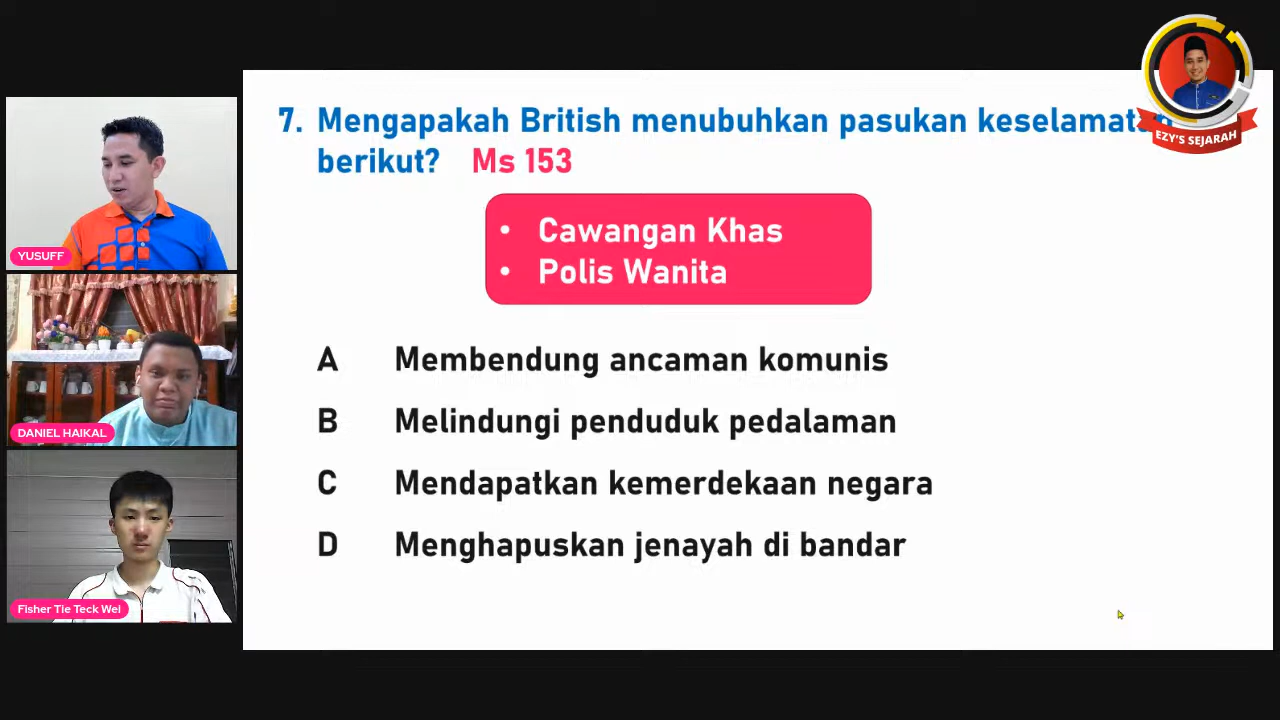 7. Mengapakah British menubuhkan pasukan keselamatan
berikut? Ms 153
EZY'S SEJARAH
• Cawangan Khas
• Polis Wanita
A Membendung ancaman komunis
B Melindungi penduduk pedalaman
C Mendapatkan kemerdekaan negara
D Menghapuskan jenayah di bandar
YUSUFF
DANIEL HAIKAL
Fisher Tie Teck Wei